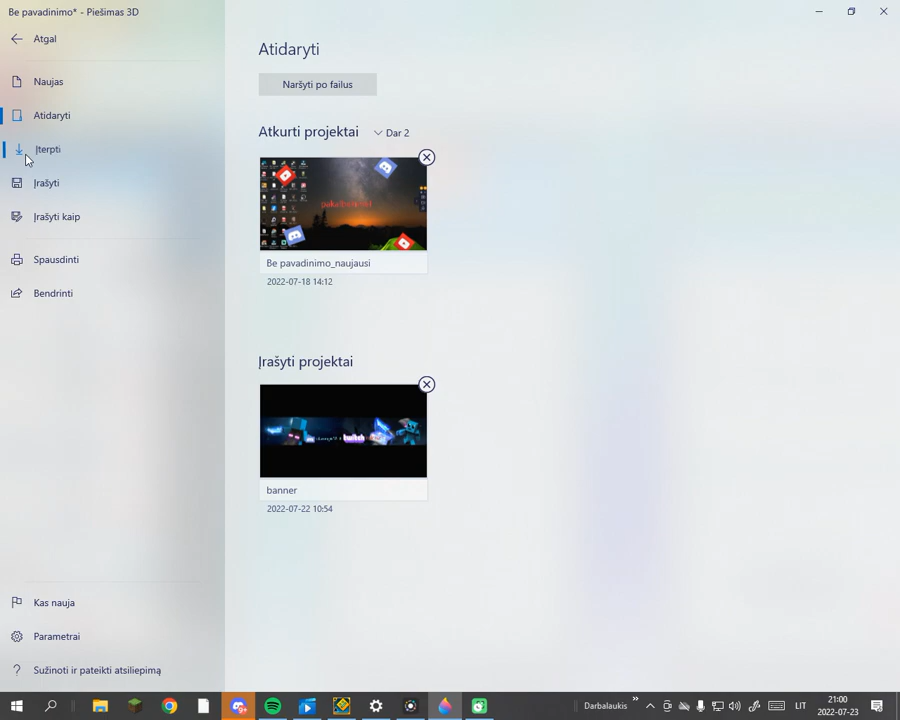 Be pavadinimo* - Piešimas 3D
Atgal
Naujas
Atidaryti
Įterpti
Įrašyti
Įrašyti kaip
Spausdinti
Bendrinti
Kas nauja
Parametrai
Sužinoti ir pateikti atsiliepimą
Atidaryti
Naršyti po failus
Atkurti projektai
Dar 2
Be pavadinimo_naujausi
2022-07-18 14:12
Įrašyti projektai
twitch
banner
2022-07-22 10:54
9+
Darbalaukis
»
LIT
21:00
2022-07-23